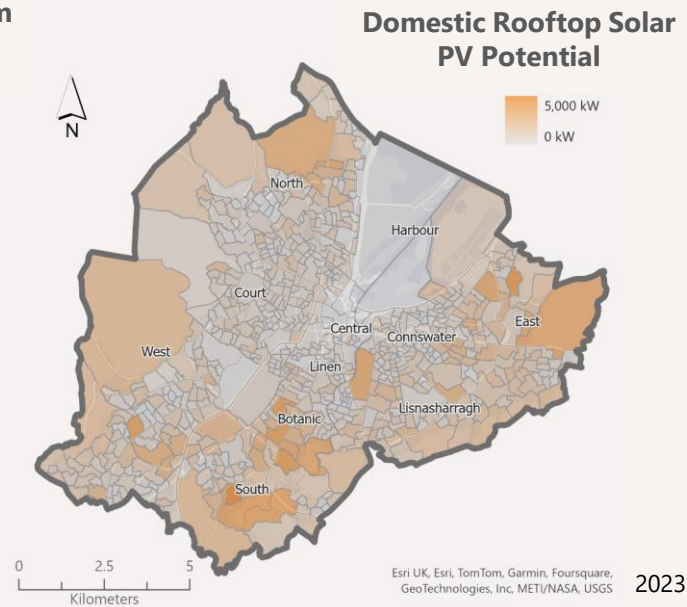 m
Domestic Rooftop Solar
PV Potential
5,000 kW
0 kW
N
North
Harbour
Court
Central
Connswater
East
West
Linen
Lisnasharragh
Botanic
South
0 2.5 5
Kilometers
Esri UK, Esri, TomTom, Garmin, Foursquare,
GeoTechnologies, Inc, METI/NASA, USGS
2023